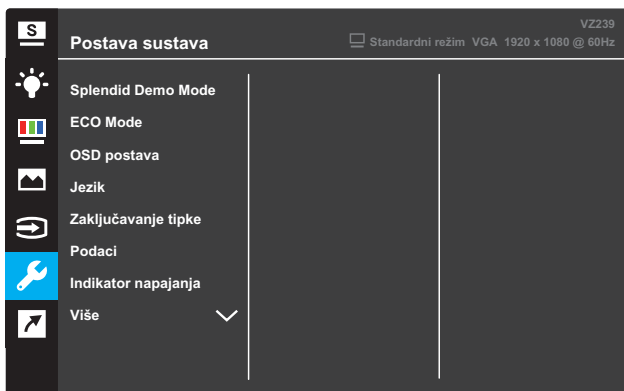 S
VZ239
Postava sustava
Standardni režim VGA 1920 x 1080 @ 60Hz
Splendid Demo Mode
ECO Mode
OSD postava
Jezik
Zaključavanje tipke
Podaci
Indikator napajanja
Više